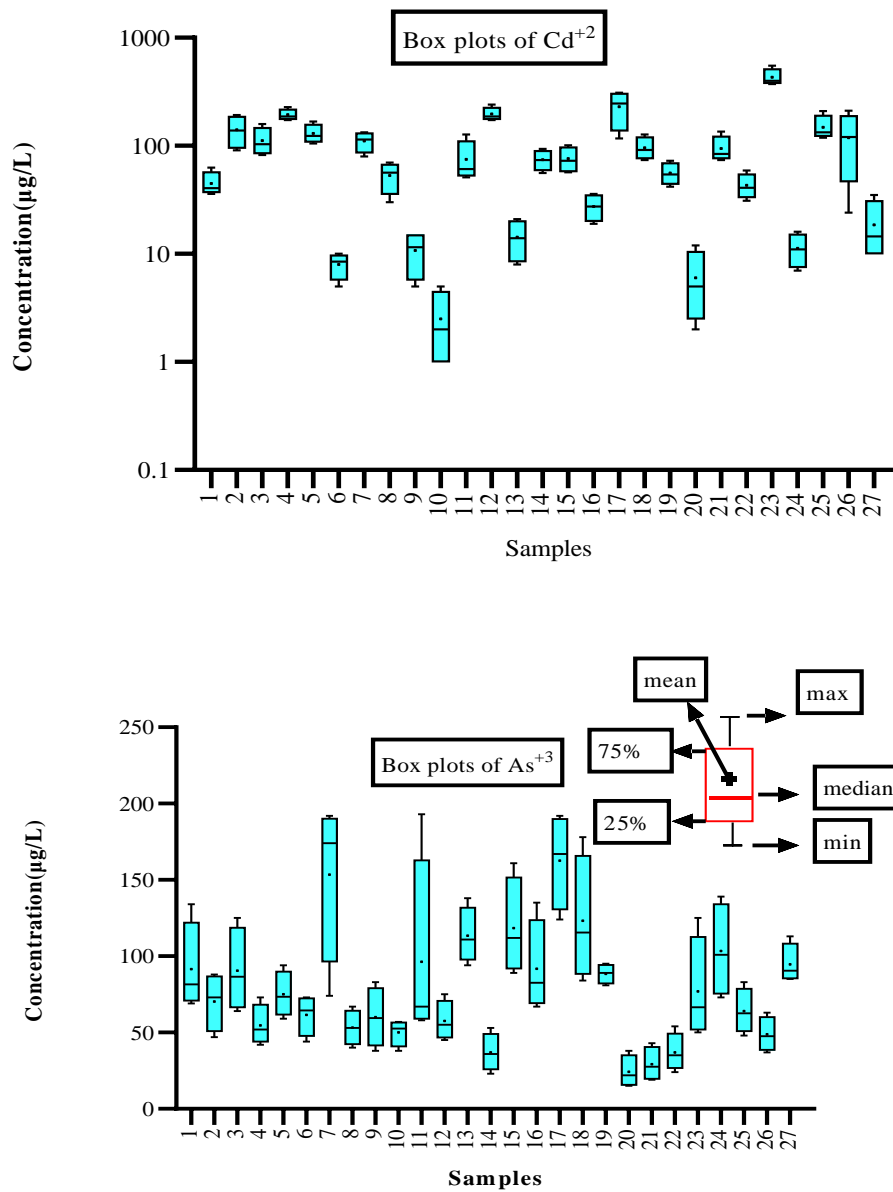 Box plots of Cd+2
1000
100
10
1
0.1
Concentration(µg/L)
1 2 3 4 5 6 7 8 9 10 11 12 13 14 15 16 17 18 19 20 21 22 23 24 25 26 27
Samples
mean
max
75%
median
25%
min
Box plots of As+3
250
200
150
100
50
0
Concentration(µg/L)
1 2 3 4 5 6 7 8 9 10 11 12 13 14 15 16 17 18 19 20 21 22 23 24 25 26 27
Samples